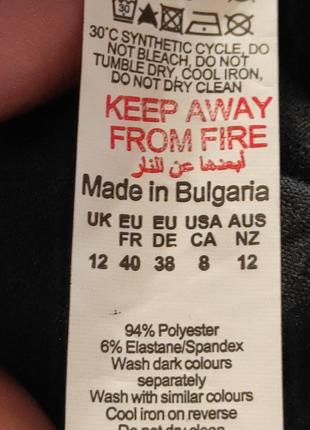 30
30°C SYNTHETIC CYCLE, DO
NOT BLEACH, DO NOT
TUMBLE DRY, COOL IRON,
DO NOT DRY CLEAN
KEEP AWAY
FROM FIRE
أبعدها عن النار
Made in Bulgaria
UK EU EU USA AUS
FR DE CA NZ
12 40 38 8 12
94% Polyester
6% Elastane/Spandex
Wash dark colours
separately
Wash with similar colours
Cool iron on reverse